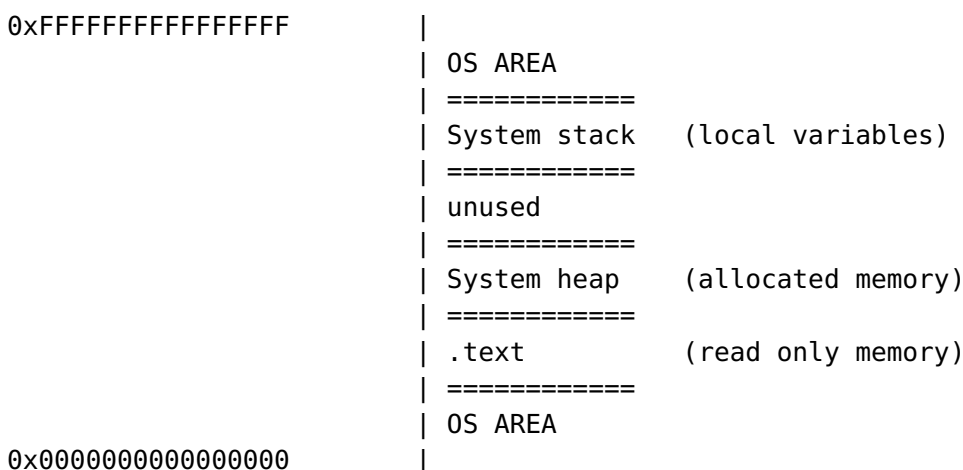 0xFFFFFFFFFFFFFFFF |
| OS AREA
| ============
| System stack (local variables)
| ============
| unused
| ============
| System heap (allocated memory)
| ============
| .text (read only memory)
| ============
| OS AREA
0x0000000000000000 |